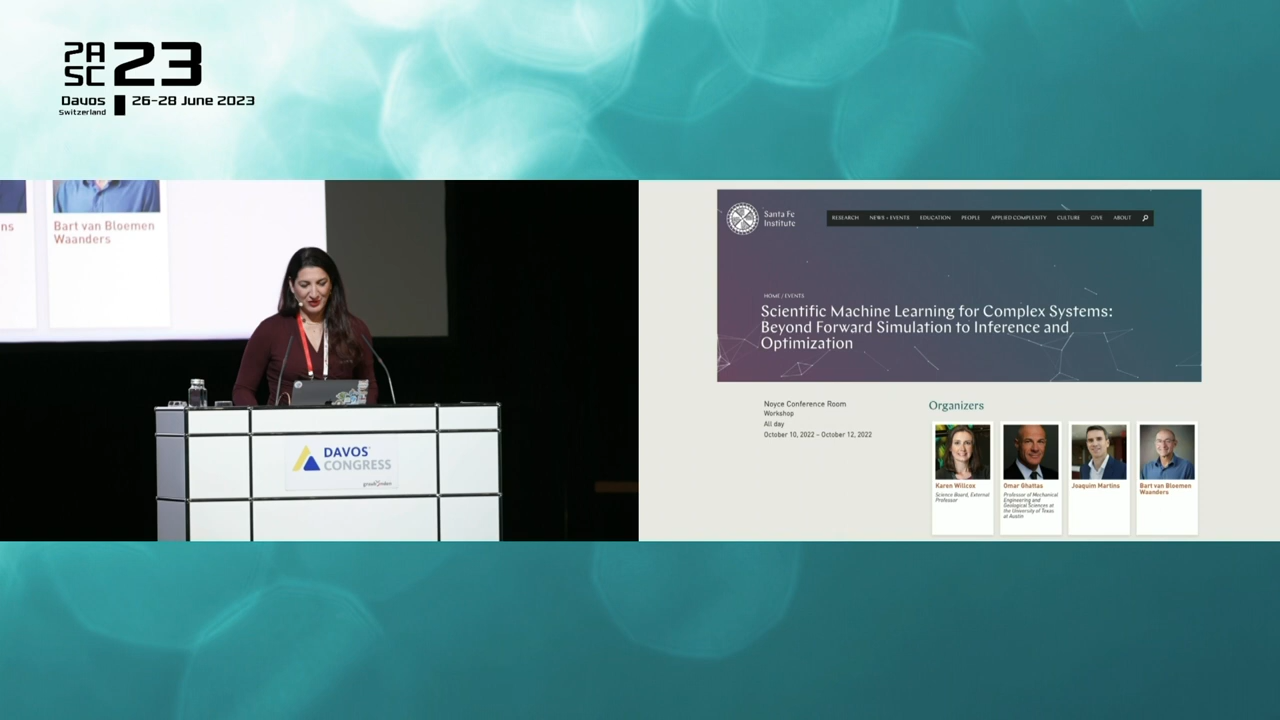 PA
SC 23
Davos
Switzerland
26-28 June 2023
ns
Bart van Bloemen
Waanders
DAVOS
CONGRESS
Santa Fe
Institute
RESEARCH NEWS + EVENTS EDUCATION PEOPLE APPLIED COMPLEXITY CULTURE GIVE ABOUT
HOME / EVENTS
Scientific Machine Learning for Complex Systems:
Beyond Forward Simulation to Inference and
Optimization
Noyce Conference Room
Workshop
All day
October 10, 2022 – October 12, 2022
Organizers
Karen Willcox
Science Board, External
Professor
Omar Ghattas
Professor of Mechanical
Engineering and
Geological Sciences at
the University of Texas
at Austin
Joaquim Martins
Bart van Bloemen
Waanders